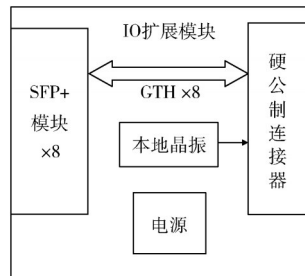 IO扩展模块
SFP+
模块
×8
GTH ×8
本地晶振
电源
硬
公
制
连
接
器